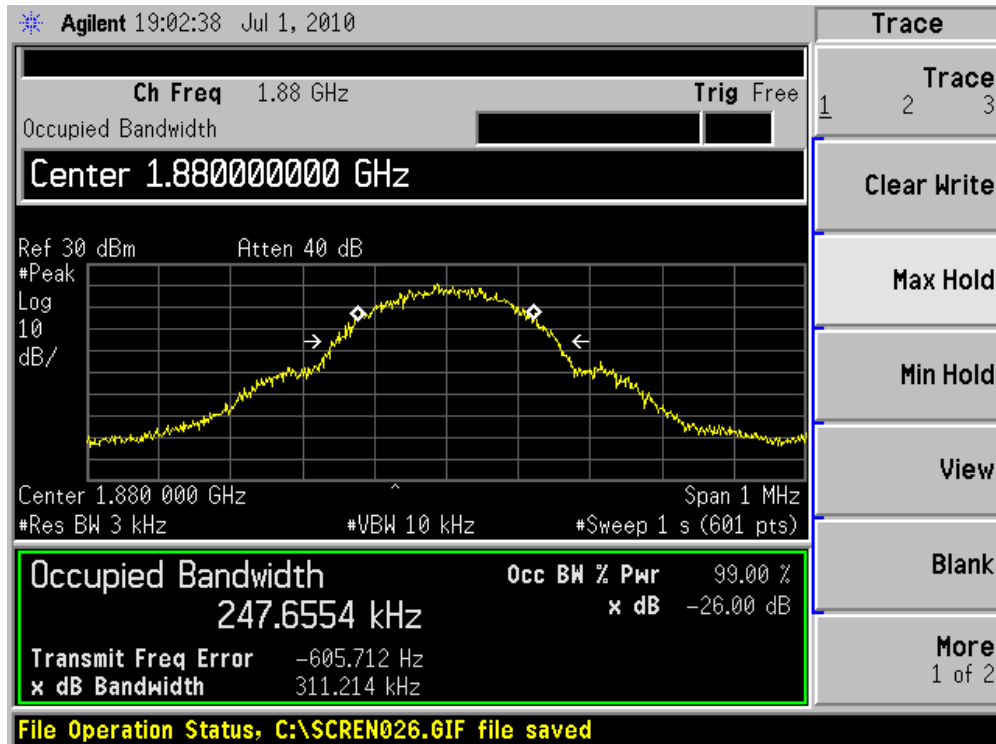 Agilent 19:02:38 Jul 1, 2010
Trace
Ch Freq 1.88 GHz Trig Free
Occupied Bandwidth
Center 1.880000000 GHz
Ref 30 dBm Atten 40 dB
#Peak
Log
10
dB/
Center 1.880 000 GHz ^ Span 1 MHz
#Res BW 3 kHz #VBW 10 kHz #Sweep 1 s (601 pts)
Occupied Bandwidth
247.6554 kHz
Occ BW % Pwr 99.00 %
x dB -26.00 dB
Transmit Freq Error -605.712 Hz
x dB Bandwidth 311.214 kHz
File Operation Status, C:\SCREN026.GIF file saved
Trace
1 2 3
Clear Write
Max Hold
Min Hold
View
Blank
More
1 of 2